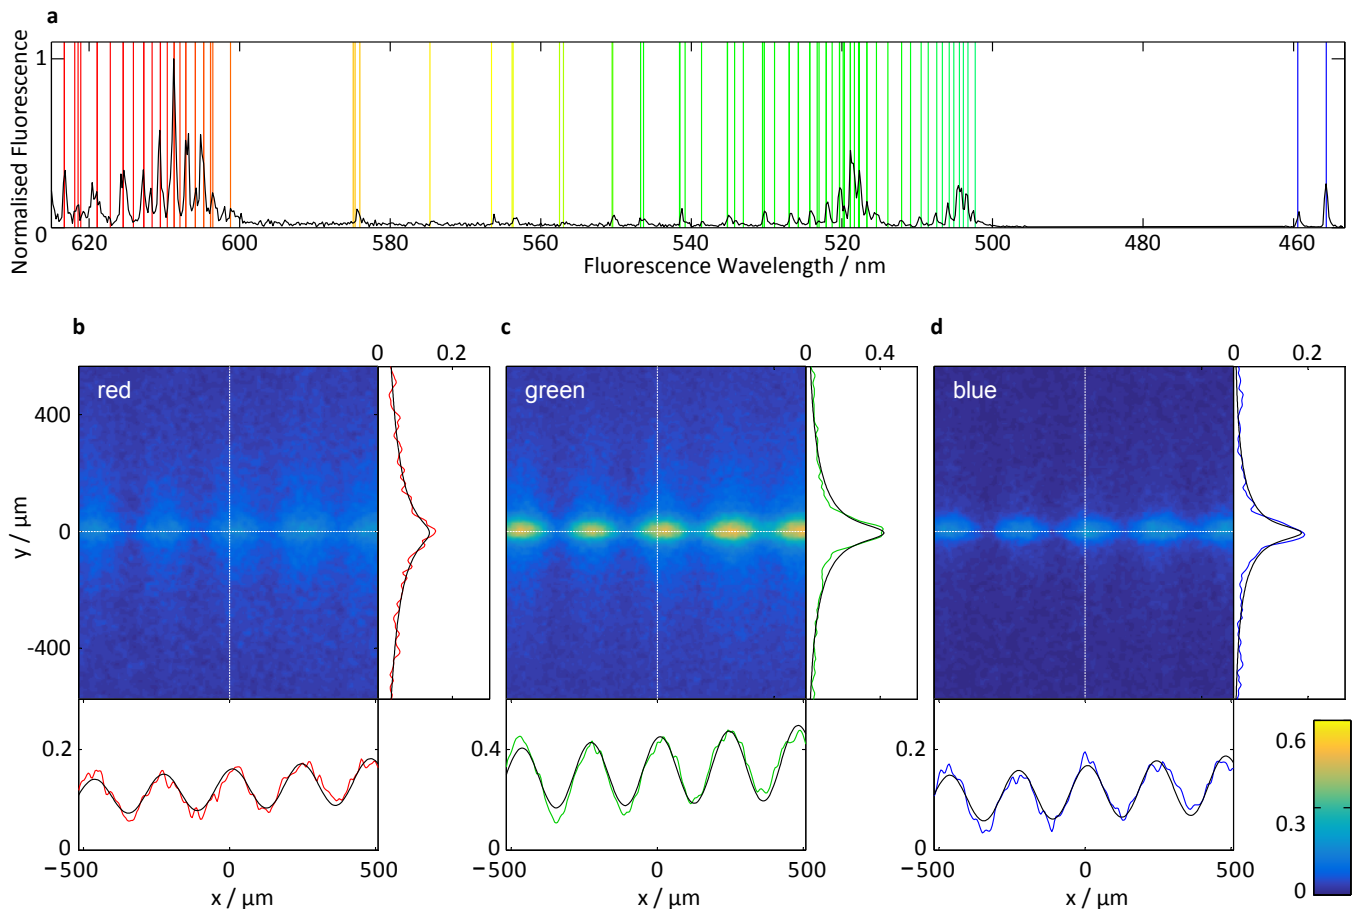 a
Normalised Fluorescence
1
0
620 600 580 560 540 520 500 480 460
Fluorescence Wavelength / nm
b c d
0 0.2 0 0.4 0 0.2
red green blue
400
0
-400
y / μm
0.2 0.4 0.2 0.6
0.3
0 0 0 0
−500 0 500 −500 0 500 −500 0 500
x / μm x / μm x / μm